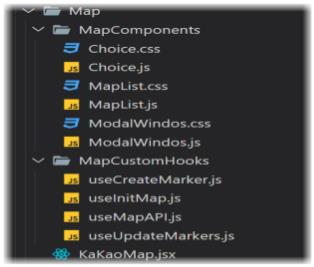 Map
MapComponents
Choice.css
JS Choice.js
MapList.css
JS MapList.js
ModalWindos.css
JS ModalWindos.js
MapCustomHooks
JS useCreateMarker.js
JS useInitMap.js
JS useMapAPI.js
JS useUpdateMarkers.js
KaKaoMap.jsx